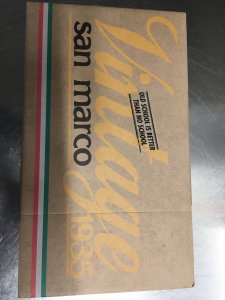 Vintage
1935
OLD SCHOOL IS BETTER
THAN NO SCHOOL
san marco